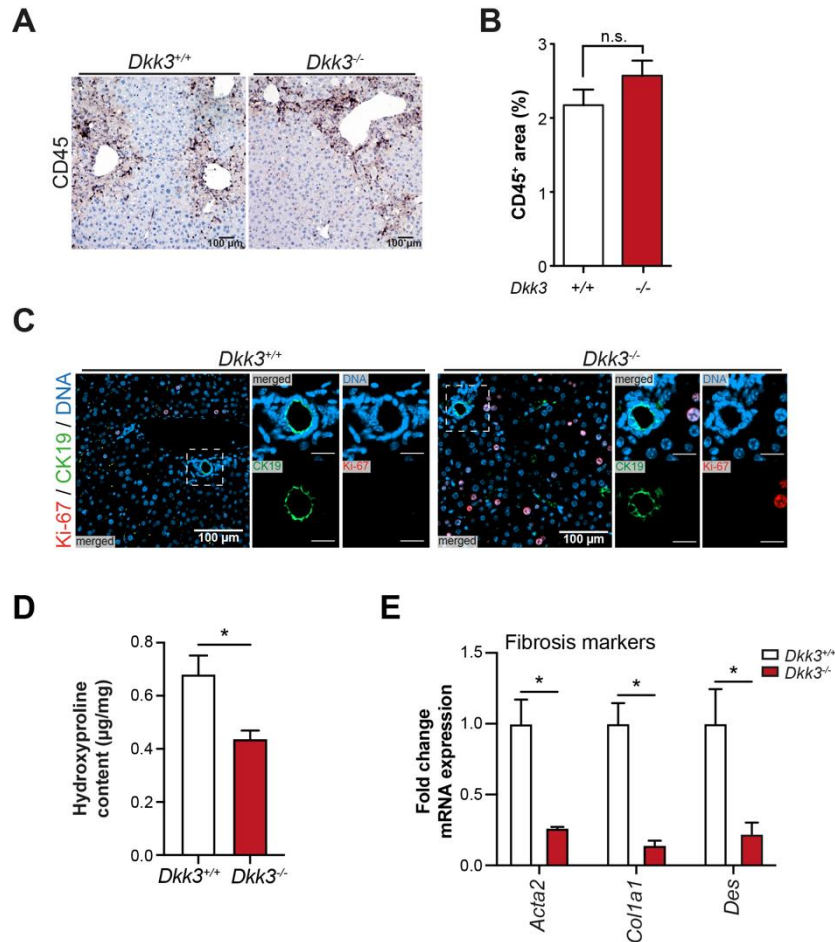 A
Dkk3+/+
Dkk3-/-
CD45
100 µm
100 µm
B
n.s.
CD45+ area (%)
3
2
1
0
Dkk3
+/+
-/-
C
Dkk3+/+
Dkk3-/-
Ki-67 / CK19 / DNA
merged
100 µm
merged
DNA
CK19
Ki-67
merged
100 µm
merged
DNA
CK19
Ki-67
D
*
Hydroxyproline
content (µg/mg)
0.8
0.6
0.4
0.2
0.0
Dkk3+/+
Dkk3-/-
E
Fibrosis markers
Dkk3+/+
Dkk3-/-
*
*
*
Fold change
mRNA expression
1.5
1.0
0.5
0.0
Acta2
Col1a1
Des